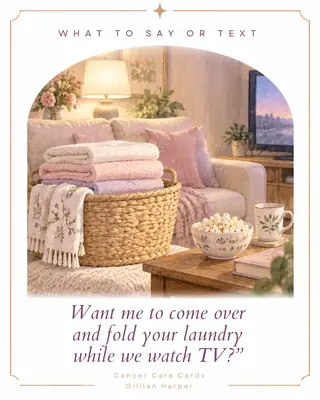 WHAT TO SAY OR TEXT
Want me to come over
and fold your laundry
while we watch TV?”
Cancer Care Cards
Gillian Harper